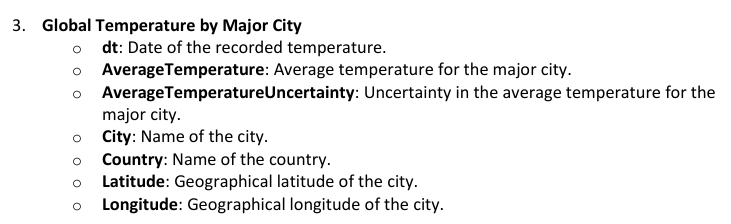 3. Global Temperature by Major City
o dt: Date of the recorded temperature.
o AverageTemperature: Average temperature for the major city.
o AverageTemperatureUncertainty: Uncertainty in the average temperature for the
major city.
o City: Name of the city.
o Country: Name of the country.
o Latitude: Geographical latitude of the city.
o Longitude: Geographical longitude of the city.